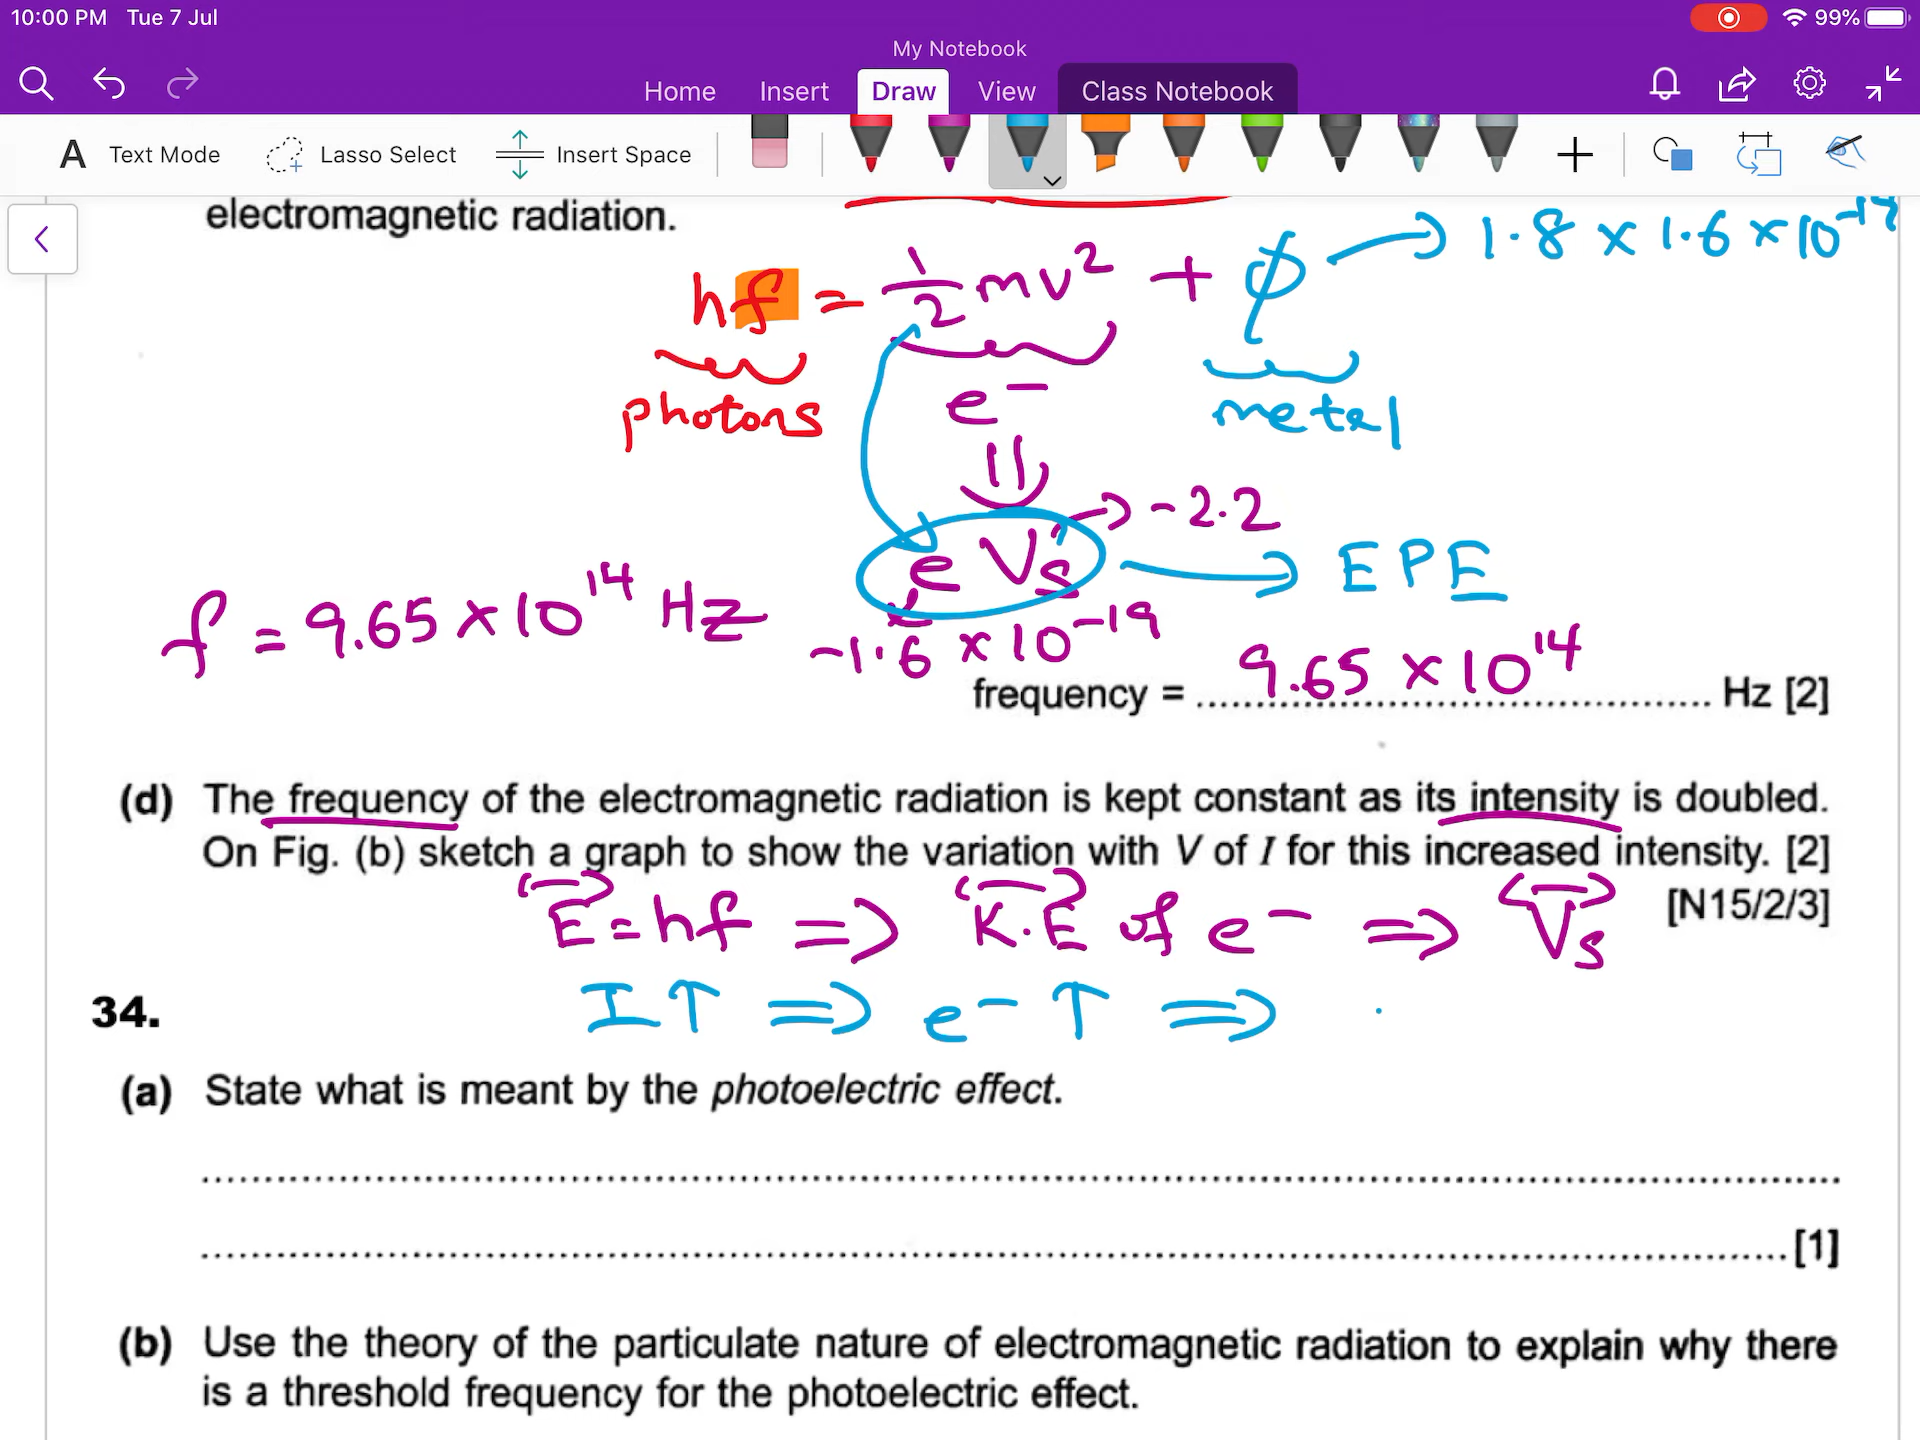 10:00 PM Tue 7 Jul
99%
My Notebook
Home Insert Draw View Class Notebook
A Text Mode Lasso Select Insert Space
electromagnetic radiation.
→ 1.8 × 1.6 × 10⁻¹⁹
hf = ½mv² + ϕ
photons
e⁻
metal
→ -2.2
eVs → EPE
f = 9.65 × 10¹⁴ Hz
-1.6 × 10⁻¹⁹
9.65 × 10¹⁴
frequency = .......... Hz [2]
(d) The frequency of the electromagnetic radiation is kept constant as its intensity is doubled.
On Fig. (b) sketch a graph to show the variation with V of I for this increased intensity. [2]
[N15/2/3]
E = hf ⇒ K.E of e⁻ ⇒ Vs
I↑ ⇒ e⁻↑ ⇒
34.
(a) State what is meant by the photoelectric effect.
[1]
(b) Use the theory of the particulate nature of electromagnetic radiation to explain why there
is a threshold frequency for the photoelectric effect.